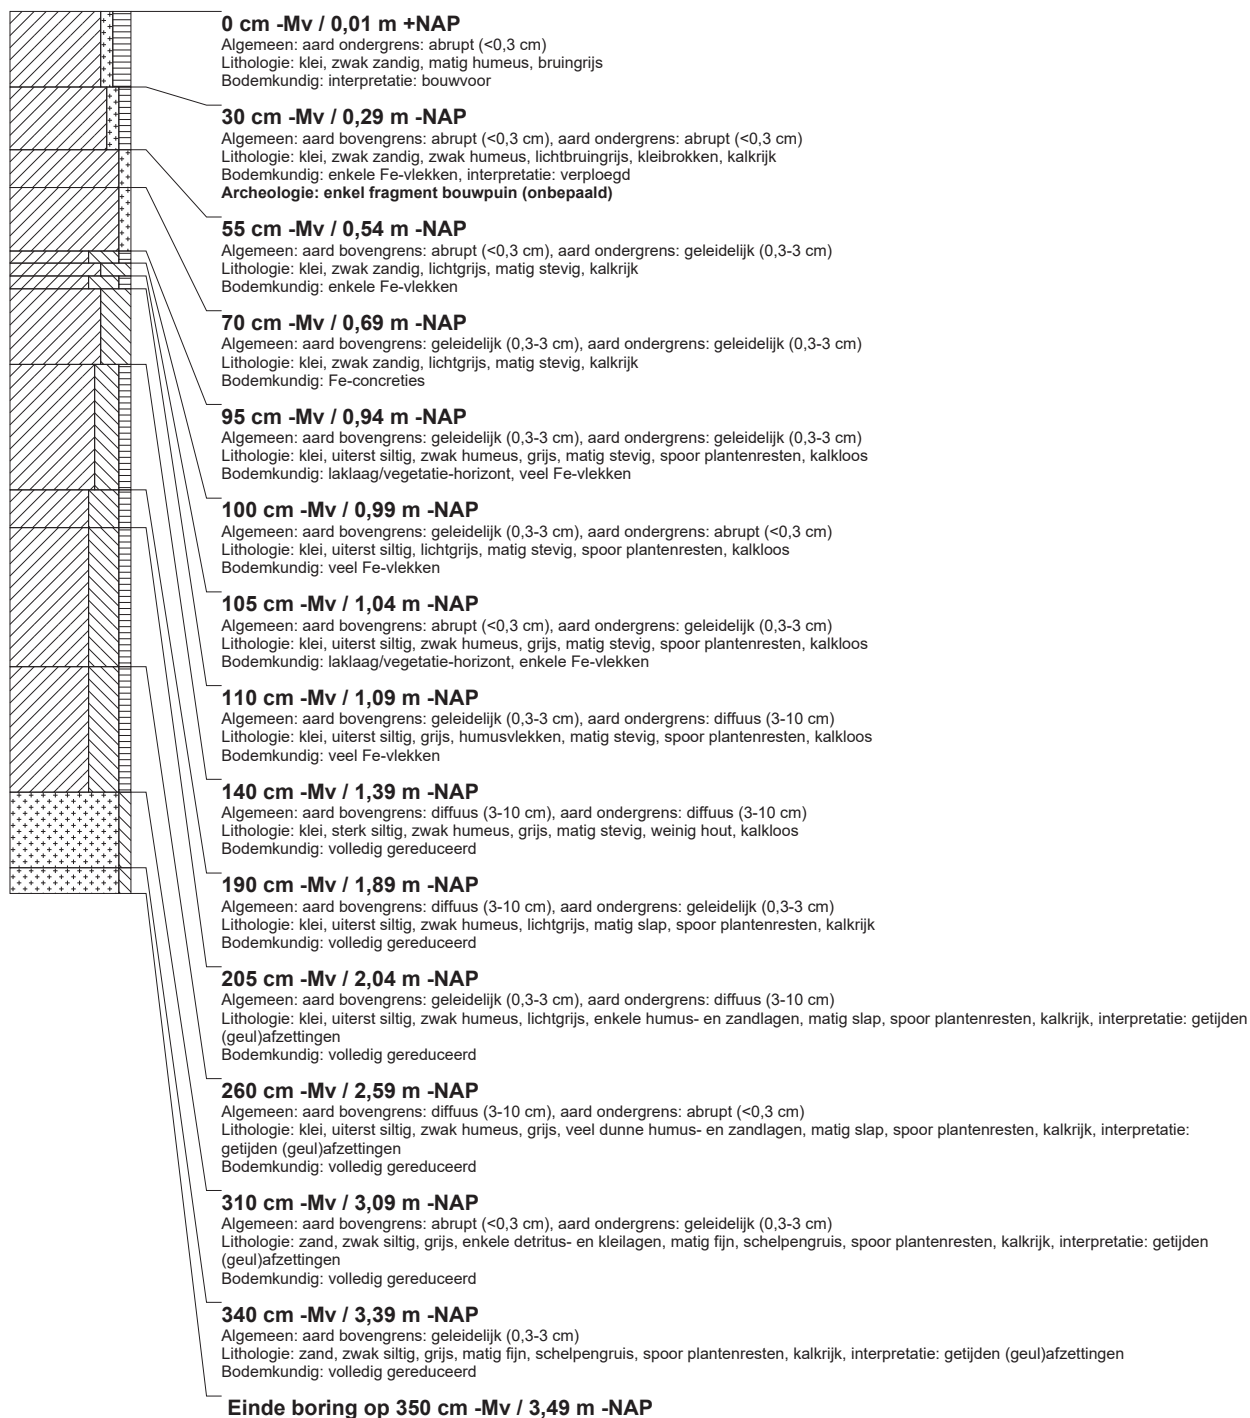 0 cm -Mv / 0,01 m +NAP
Algemeen: aard ondergrens: abrupt (<0,3 cm)
Lithologie: klei, zwak zandig, matig humeus, bruingrijs
Bodemkundig: interpretatie: bouwvoor
30 cm -Mv / 0,29 m -NAP
Algemeen: aard bovengrens: abrupt (<0,3 cm), aard ondergrens: abrupt (<0,3 cm)
Lithologie: klei, zwak zandig, zwak humeus, lichtbruingrijs, kleibrokken, kalkrijk
Bodemkundig: enkele Fe-vlekken, interpretatie: verploegd
Archeologie: enkel fragment bouwpuin (onbepaald)
55 cm -Mv / 0,54 m -NAP
Algemeen: aard bovengrens: abrupt (<0,3 cm), aard ondergrens: geleidelijk (0,3-3 cm)
Lithologie: klei, zwak zandig, lichtgrijs, matig stevig, kalkrijk
Bodemkundig: enkele Fe-vlekken
70 cm -Mv / 0,69 m -NAP
Algemeen: aard bovengrens: geleidelijk (0,3-3 cm), aard ondergrens: geleidelijk (0,3-3 cm)
Lithologie: klei, zwak zandig, lichtgrijs, matig stevig, kalkrijk
Bodemkundig: Fe-concreties
95 cm -Mv / 0,94 m -NAP
Algemeen: aard bovengrens: geleidelijk (0,3-3 cm), aard ondergrens: geleidelijk (0,3-3 cm)
Lithologie: klei, uiterst siltig, zwak humeus, grijs, matig stevig, spoor plantenresten, kalkloos
Bodemkundig: laklaag/vegetatie-horizont, veel Fe-vlekken
100 cm -Mv / 0,99 m -NAP
Algemeen: aard bovengrens: geleidelijk (0,3-3 cm), aard ondergrens: abrupt (<0,3 cm)
Lithologie: klei, uiterst siltig, lichtgrijs, matig stevig, spoor plantenresten, kalkloos
Bodemkundig: veel Fe-vlekken
105 cm -Mv / 1,04 m -NAP
Algemeen: aard bovengrens: abrupt (<0,3 cm), aard ondergrens: geleidelijk (0,3-3 cm)
Lithologie: klei, uiterst siltig, zwak humeus, grijs, matig stevig, spoor plantenresten, kalkloos
Bodemkundig: laklaag/vegetatie-horizont, enkele Fe-vlekken
110 cm -Mv / 1,09 m -NAP
Algemeen: aard bovengrens: geleidelijk (0,3-3 cm), aard ondergrens: diffuus (3-10 cm)
Lithologie: klei, uiterst siltig, grijs, humusvlekken, matig stevig, spoor plantenresten, kalkloos
Bodemkundig: veel Fe-vlekken
140 cm -Mv / 1,39 m -NAP
Algemeen: aard bovengrens: diffuus (3-10 cm), aard ondergrens: diffuus (3-10 cm)
Lithologie: klei, sterk siltig, zwak humeus, grijs, matig stevig, weinig hout, kalkloos
Bodemkundig: volledig gereduceerd
190 cm -Mv / 1,89 m -NAP
Algemeen: aard bovengrens: diffuus (3-10 cm), aard ondergrens: geleidelijk (0,3-3 cm)
Lithologie: klei, uiterst siltig, zwak humeus, lichtgrijs, matig slap, spoor plantenresten, kalkrijk
Bodemkundig: volledig gereduceerd
205 cm -Mv / 2,04 m -NAP
Algemeen: aard bovengrens: geleidelijk (0,3-3 cm), aard ondergrens: diffuus (3-10 cm)
Lithologie: klei, uiterst siltig, zwak humeus, lichtgrijs, enkele humus- en zandlagen, matig slap, spoor plantenresten, kalkrijk, interpretatie: getijden
(geul)afzettingen
Bodemkundig: volledig gereduceerd
260 cm -Mv / 2,59 m -NAP
Algemeen: aard bovengrens: diffuus (3-10 cm), aard ondergrens: abrupt (<0,3 cm)
Lithologie: klei, uiterst siltig, zwak humeus, grijs, veel dunne humus- en zandlagen, matig slap, spoor plantenresten, kalkrijk, interpretatie:
getijden (geul)afzettingen
Bodemkundig: volledig gereduceerd
310 cm -Mv / 3,09 m -NAP
Algemeen: aard bovengrens: abrupt (<0,3 cm), aard ondergrens: geleidelijk (0,3-3 cm)
Lithologie: zand, zwak siltig, grijs, enkele detritus- en kleilagen, matig fijn, schelpengruis, spoor plantenresten, kalkrijk, interpretatie: getijden
(geul)afzettingen
Bodemkundig: volledig gereduceerd
340 cm -Mv / 3,39 m -NAP
Algemeen: aard bovengrens: geleidelijk (0,3-3 cm)
Lithologie: zand, zwak siltig, grijs, matig fijn, schelpengruis, spoor plantenresten, kalkrijk, interpretatie: getijden (geul)afzettingen
Bodemkundig: volledig gereduceerd
Einde boring op 350 cm -Mv / 3,49 m -NAP